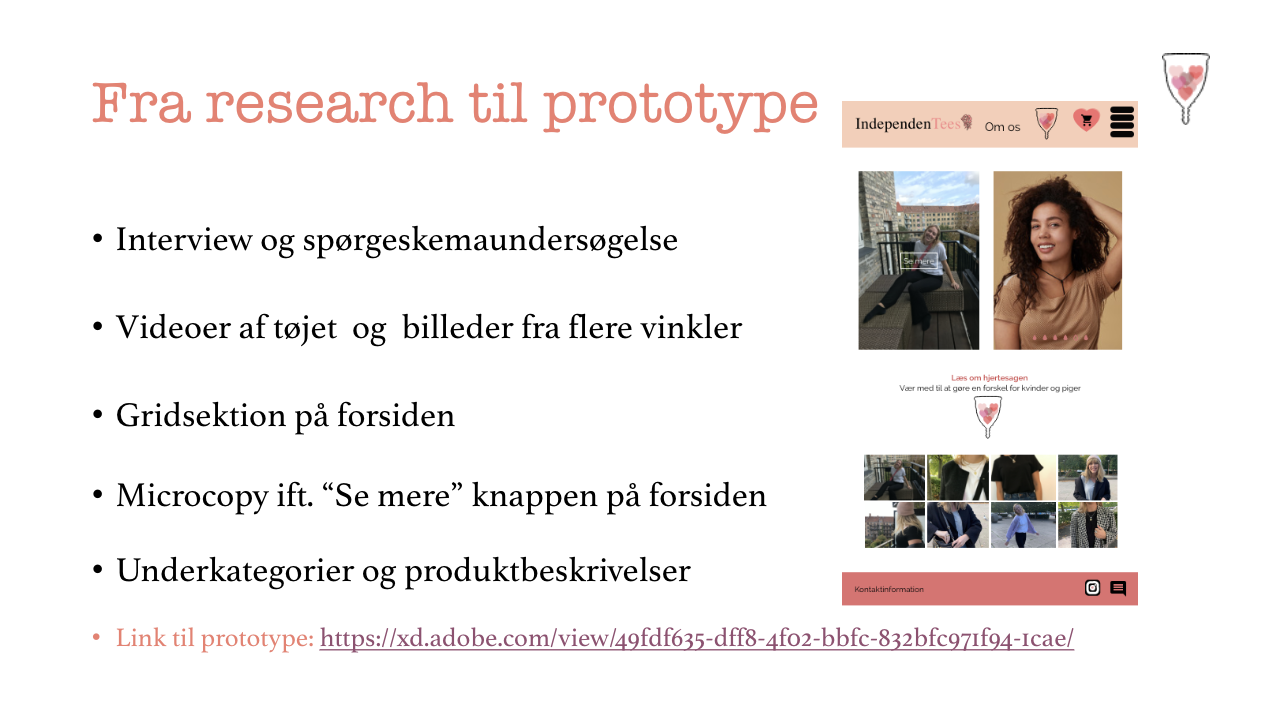 Fra research til prototype
• Interview og spørgeskemaundersøgelse
• Videoer af tøjet og billeder fra flere vinkler
• Gridsektion på forsiden
• Microcopy ift. “Se mere” knappen på forsiden
• Underkategorier og produktbeskrivelser
• Link til prototype: https://xd.adobe.com/view/49fdf635-dff8-4f02-bbfc-832bfc971f94-1cae/
IndependenTees Om os
Se mere
Læs om hjertesagen
Vær med til at gøre en forskel for kvinder og piger
Kontaktinformation